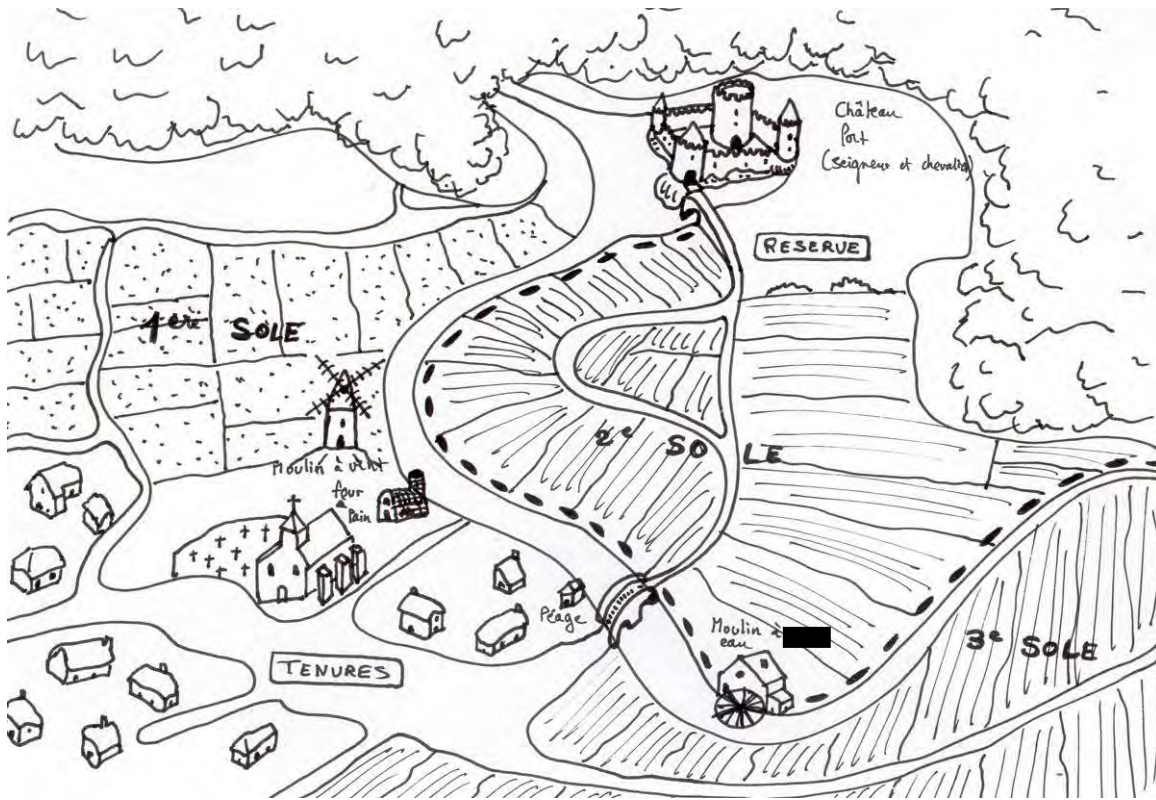 Château
fort
(seigneur et chevaliers)
RESERVE
1ère SOLE
2e SOLE
Moulin à vent
four
à
Pain
Péage
Moulin à
eau
3e SOLE
TENURES